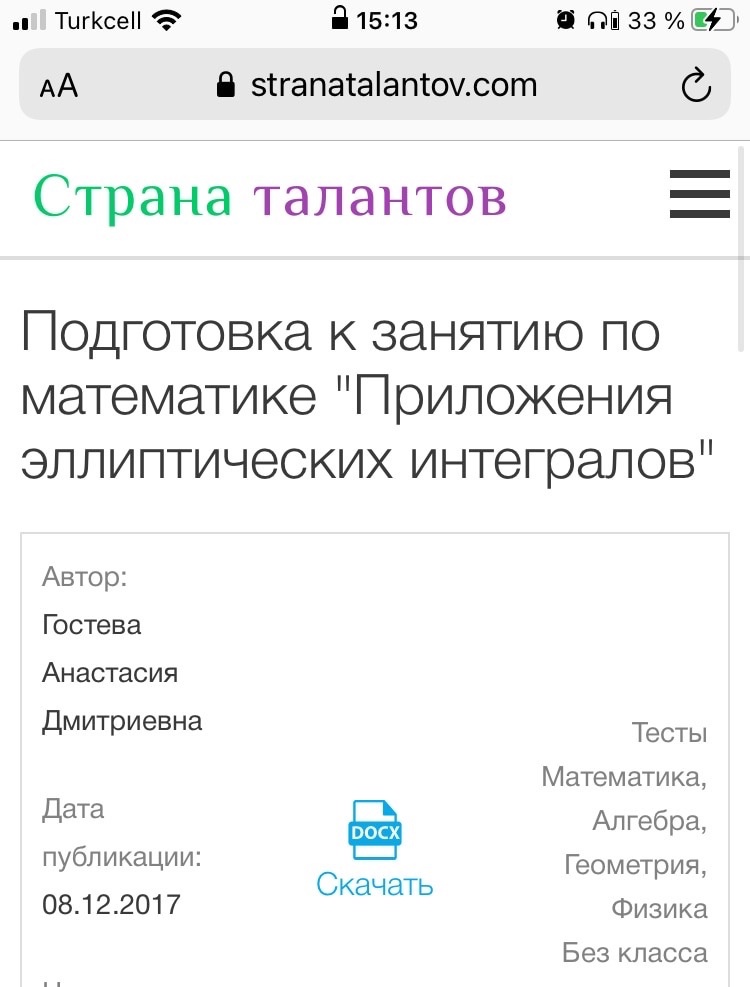 Turkcell 15:13 33 %
AA stranatalantov.com
Страна талантов
Подготовка к занятию по
математике "Приложения
эллиптических интегралов"
Автор:
Гостева
Анастасия
Дмитриевна
Дата
публикации:
08.12.2017
DOCX
Скачать
Тесты
Математика,
Алгебра,
Геометрия,
Физика
Без класса